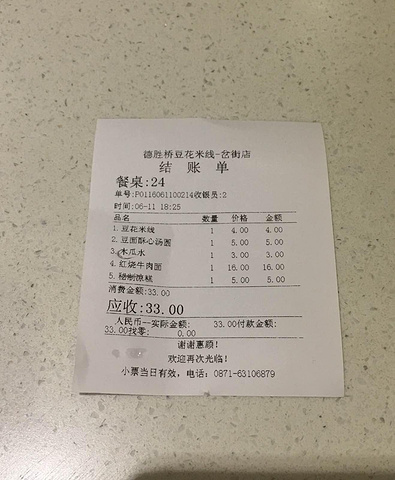 德胜桥豆花米线-岔街店
结 账 单
餐桌:24
单号:P0116061100214收银员:2
时间:06-11 18:25
品名 数量 价格 金额
1.豆花米线 1 4.00 4.00
2.豆面酥心汤圆 1 5.00 5.00
3.木瓜水 1 3.00 3.00
4.红烧牛肉面 1 16.00 16.00
5.秘制凉糕 1 5.00 5.00
消费金额:33.00
应收:33.00
人民币--实际金额: 33.00付款金额:
33.00找零: 0.00
谢谢惠顾!
欢迎再次光临!
小票当日有效, 电话: 0871-63106879